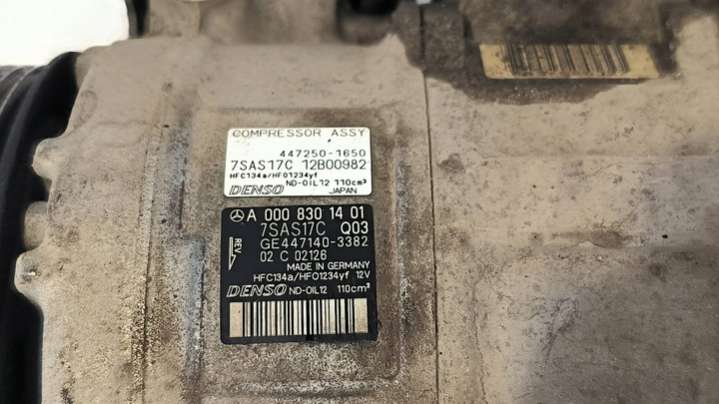 COMPRESSOR ASSY
447250-1650
7SAS17C 12B00982
HFC134a/HFO1234yf
DENSO ND-OIL12 110cm³
JAPAN
A 000 830 14 01
7SAS17C Q03
REV. GE447140-3382
02 C 02126
MADE IN GERMANY
HFC134a/HFO1234yf 12V
DENSO ND-OIL12 110cm³